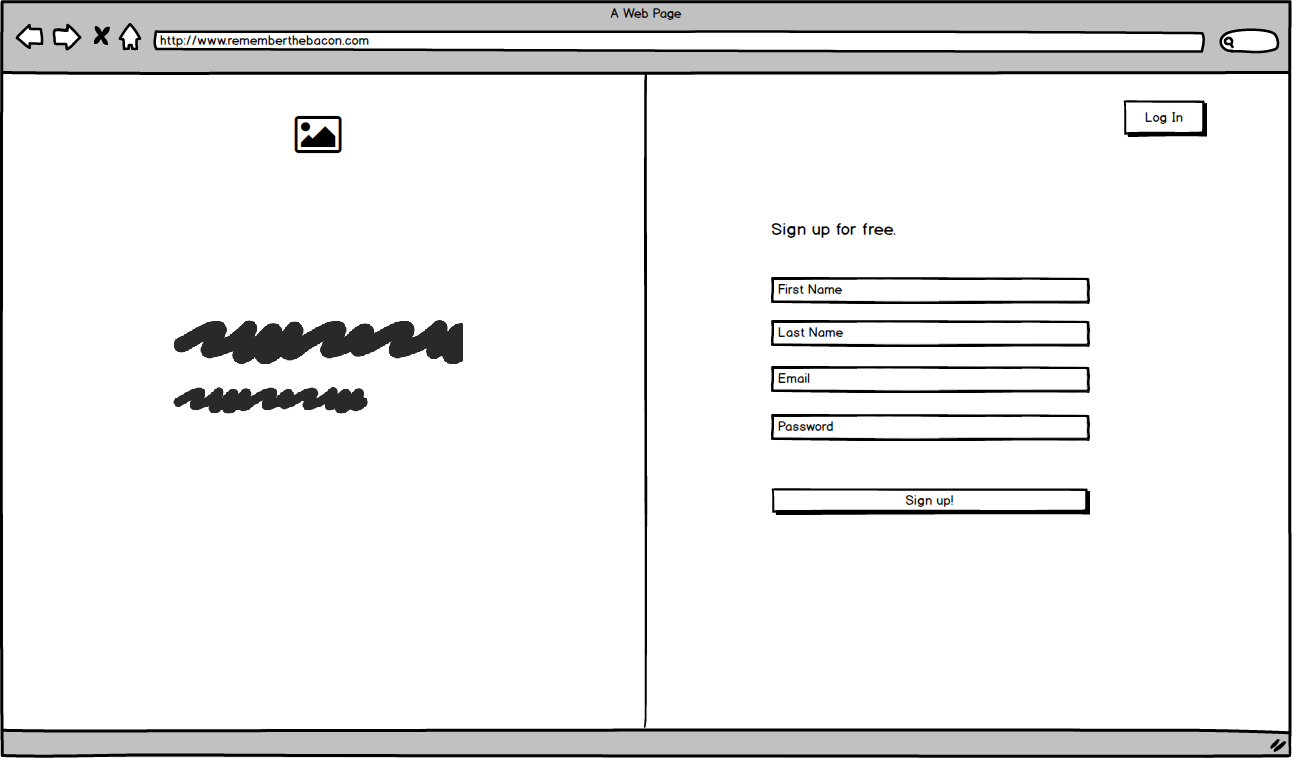 A Web Page
http://www.rememberthebacon.com
Log In
Sign up for free.
First Name
Last Name
Email
Password
Sign up!